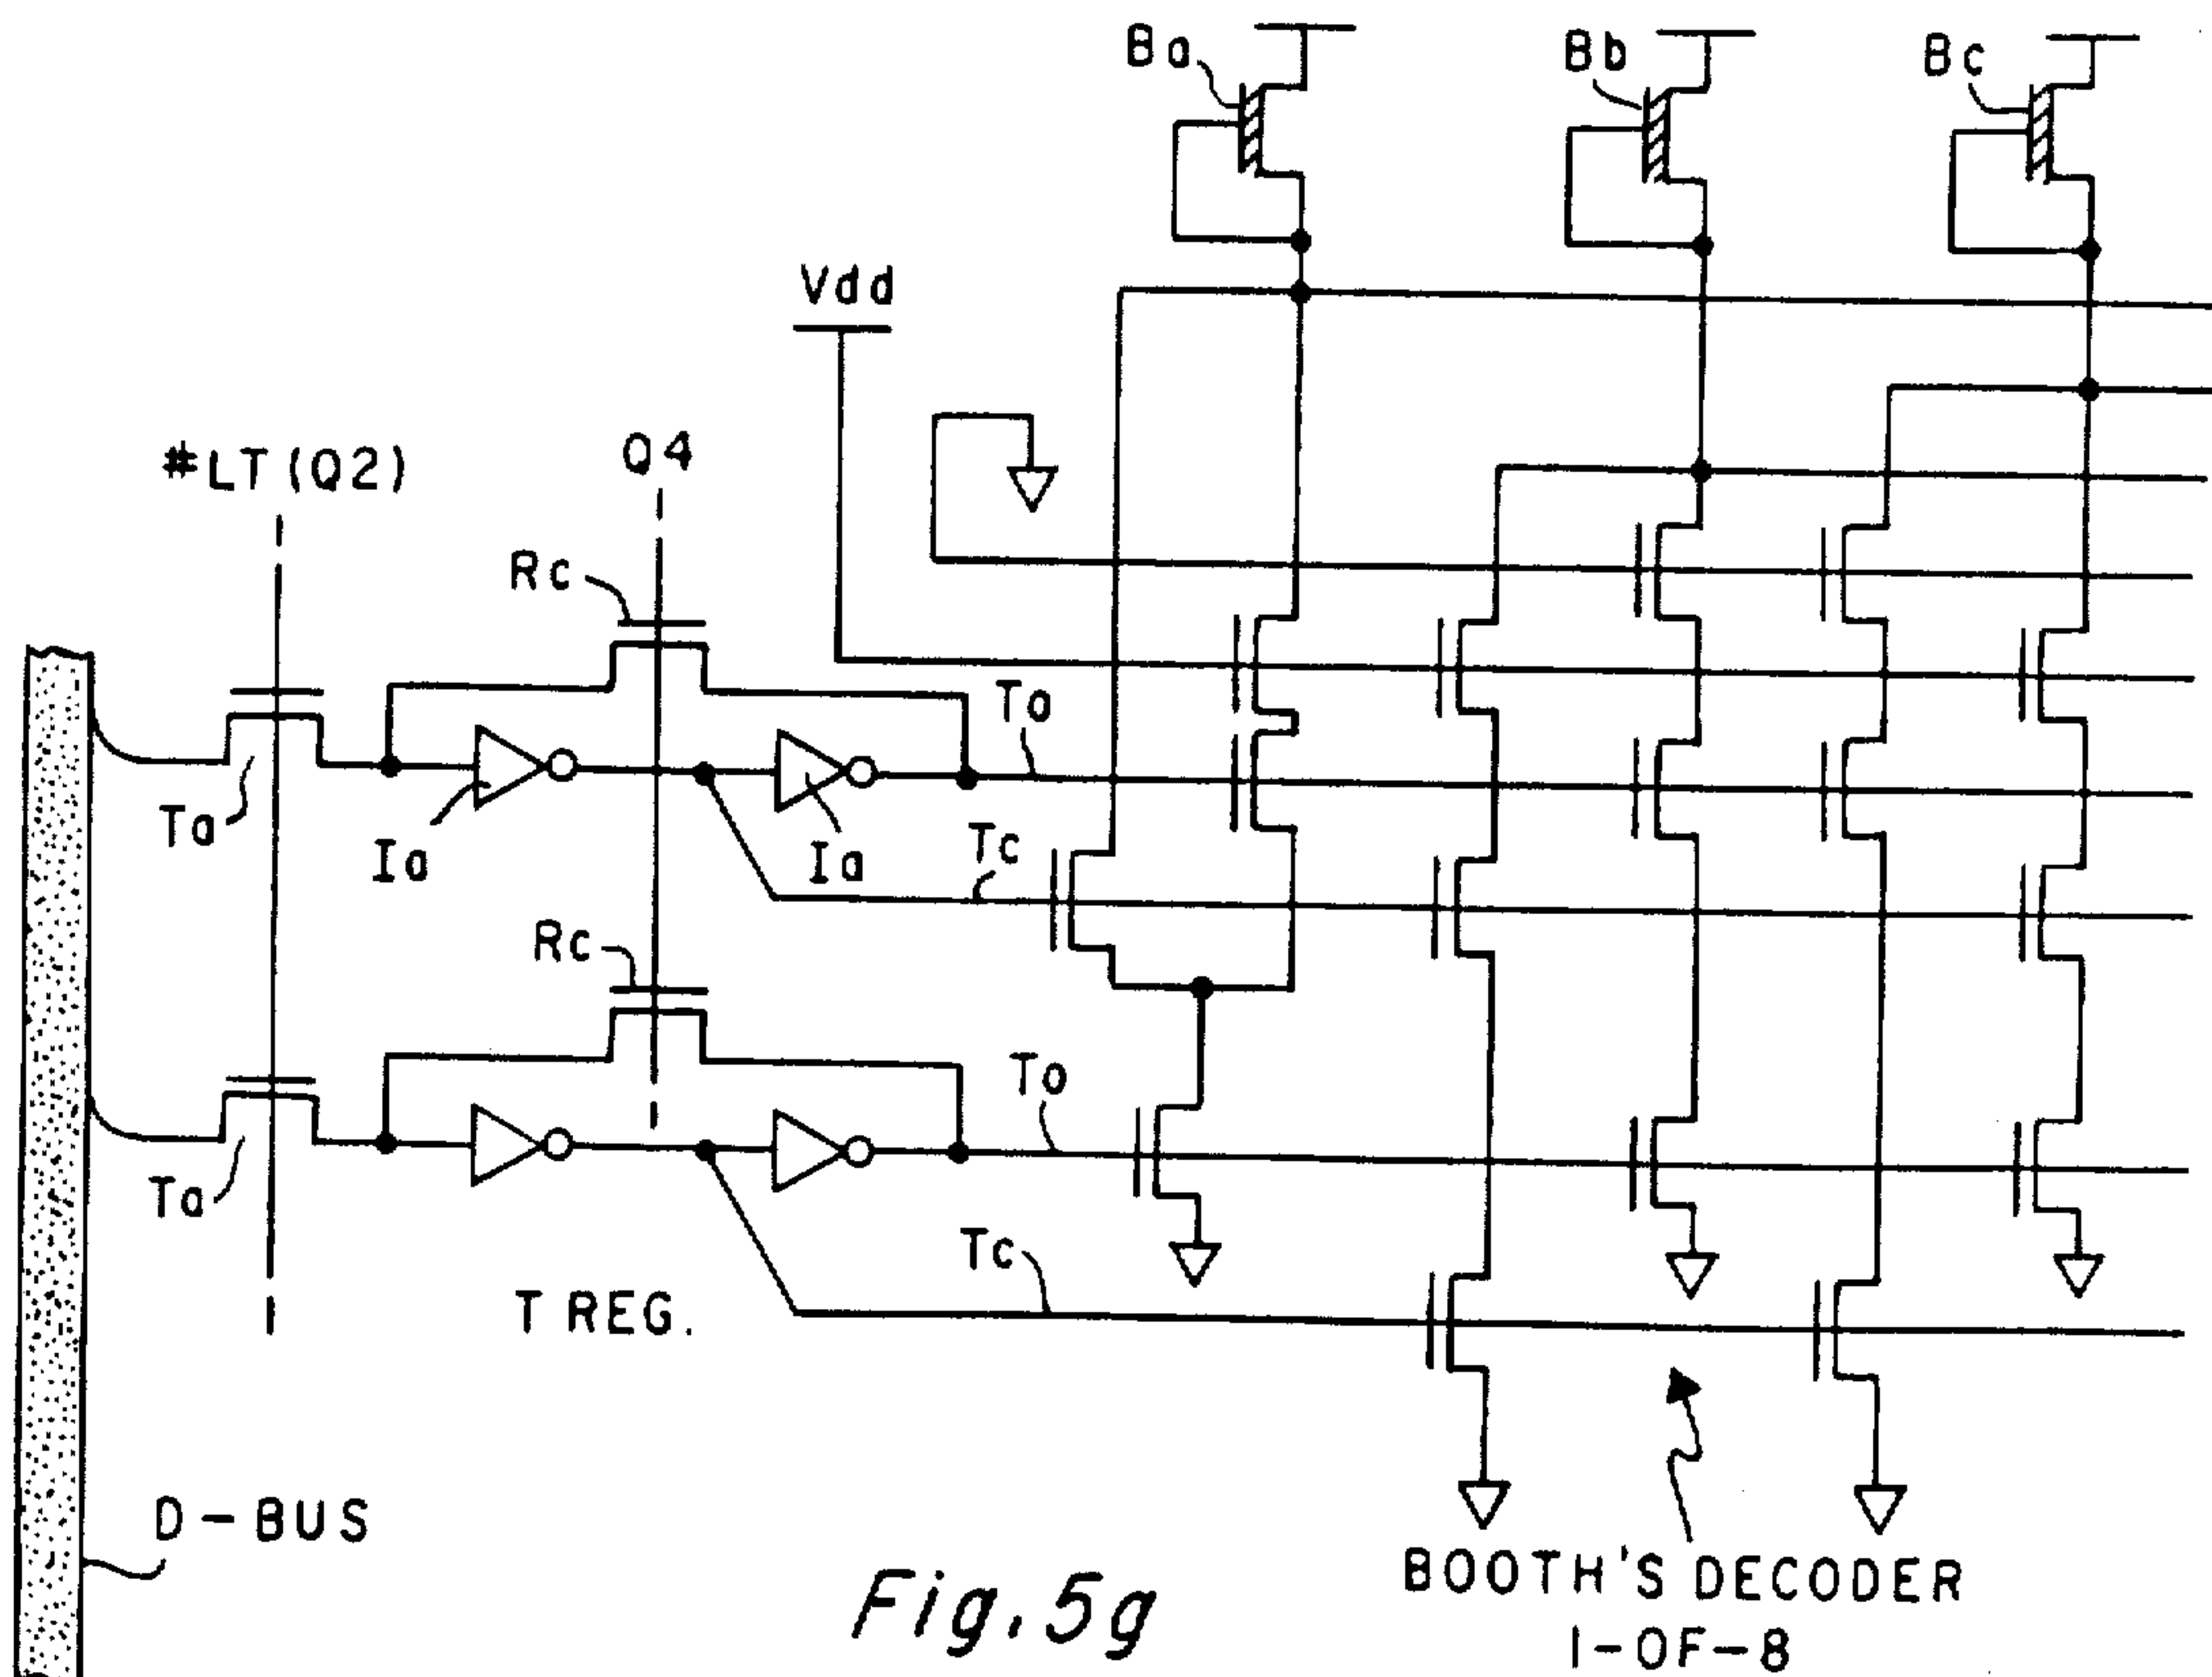 Ba
Bb
Bc
Vdd
#LT(Q2)
Q4
Rc
To
Ta
Ia
Ia
Tc
Rc
To
Ta
Tc
T REG.
D-BUS
BOOTH'S DECODER
1-OF-8
Fig. 5g